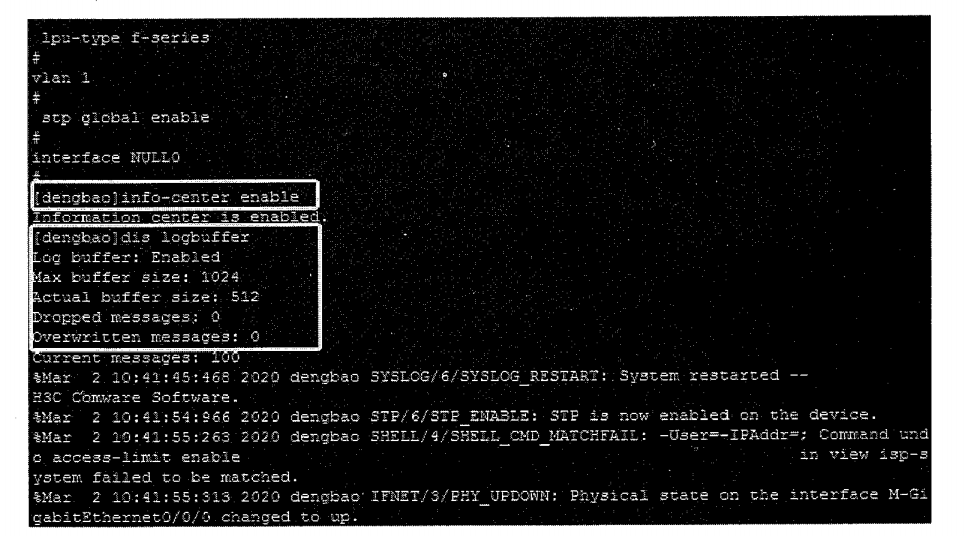 lpu-type f-series
#
vlan 1
#
stp global enable
#
interface NULL0
#
[dengbao]info-center enable
Information center is enabled.
[dengbao]dis logbuffer
Log buffer: Enabled
Max buffer size: 1024
Actual buffer size: 512
Dropped messages: 0
Overwritten messages: 0
Current messages: 100
%Mar  2 10:41:45:468 2020 dengbao SYSLOG/6/SYSLOG_RESTART: System restarted --
H3C Comware Software.
%Mar  2 10:41:54:966 2020 dengbao STP/6/STP_ENABLE: STP is now enabled on the device.
%Mar  2 10:41:55:263 2020 dengbao SHELL/4/SHELL_CMD_MATCHFAIL: -User=-IPAddr=; Command und
o access-limit enable in view isp-s
ystem failed to be matched.
%Mar  2 10:41:55:313 2020 dengbao IFNET/3/PHY_UPDOWN: Physical state on the interface M-Gi
gabitEthernet0/0/0 changed to up.